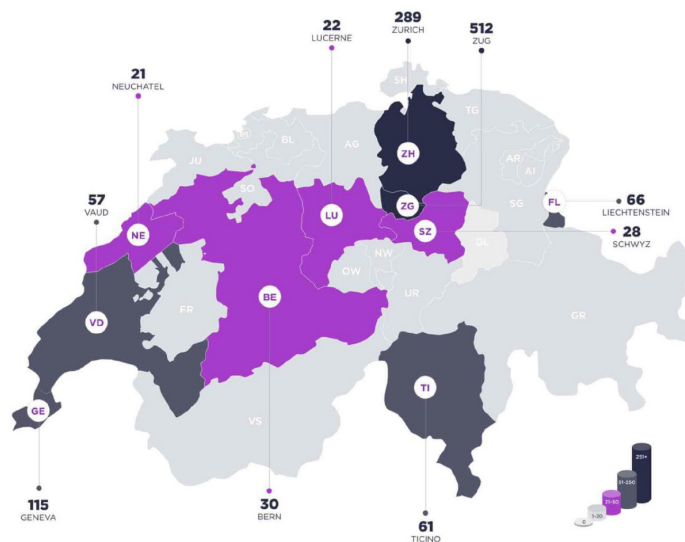 289
ZURICH
512
ZUG
22
LUCERNE
21
NEUCHATEL
57
VAUD
66
LIECHTENSTEIN
28
SCHWYZ
115
GENEVA
30
BERN
61
TICINO
SH
TG
BL
AG
ZH
AR
AI
JU
SO
ZG
FL
LU
SG
NE
SZ
GL
NW
OW
BE
UR
FR
GR
VD
TI
GE
VS
251+
51-250
21-50
1-20
0